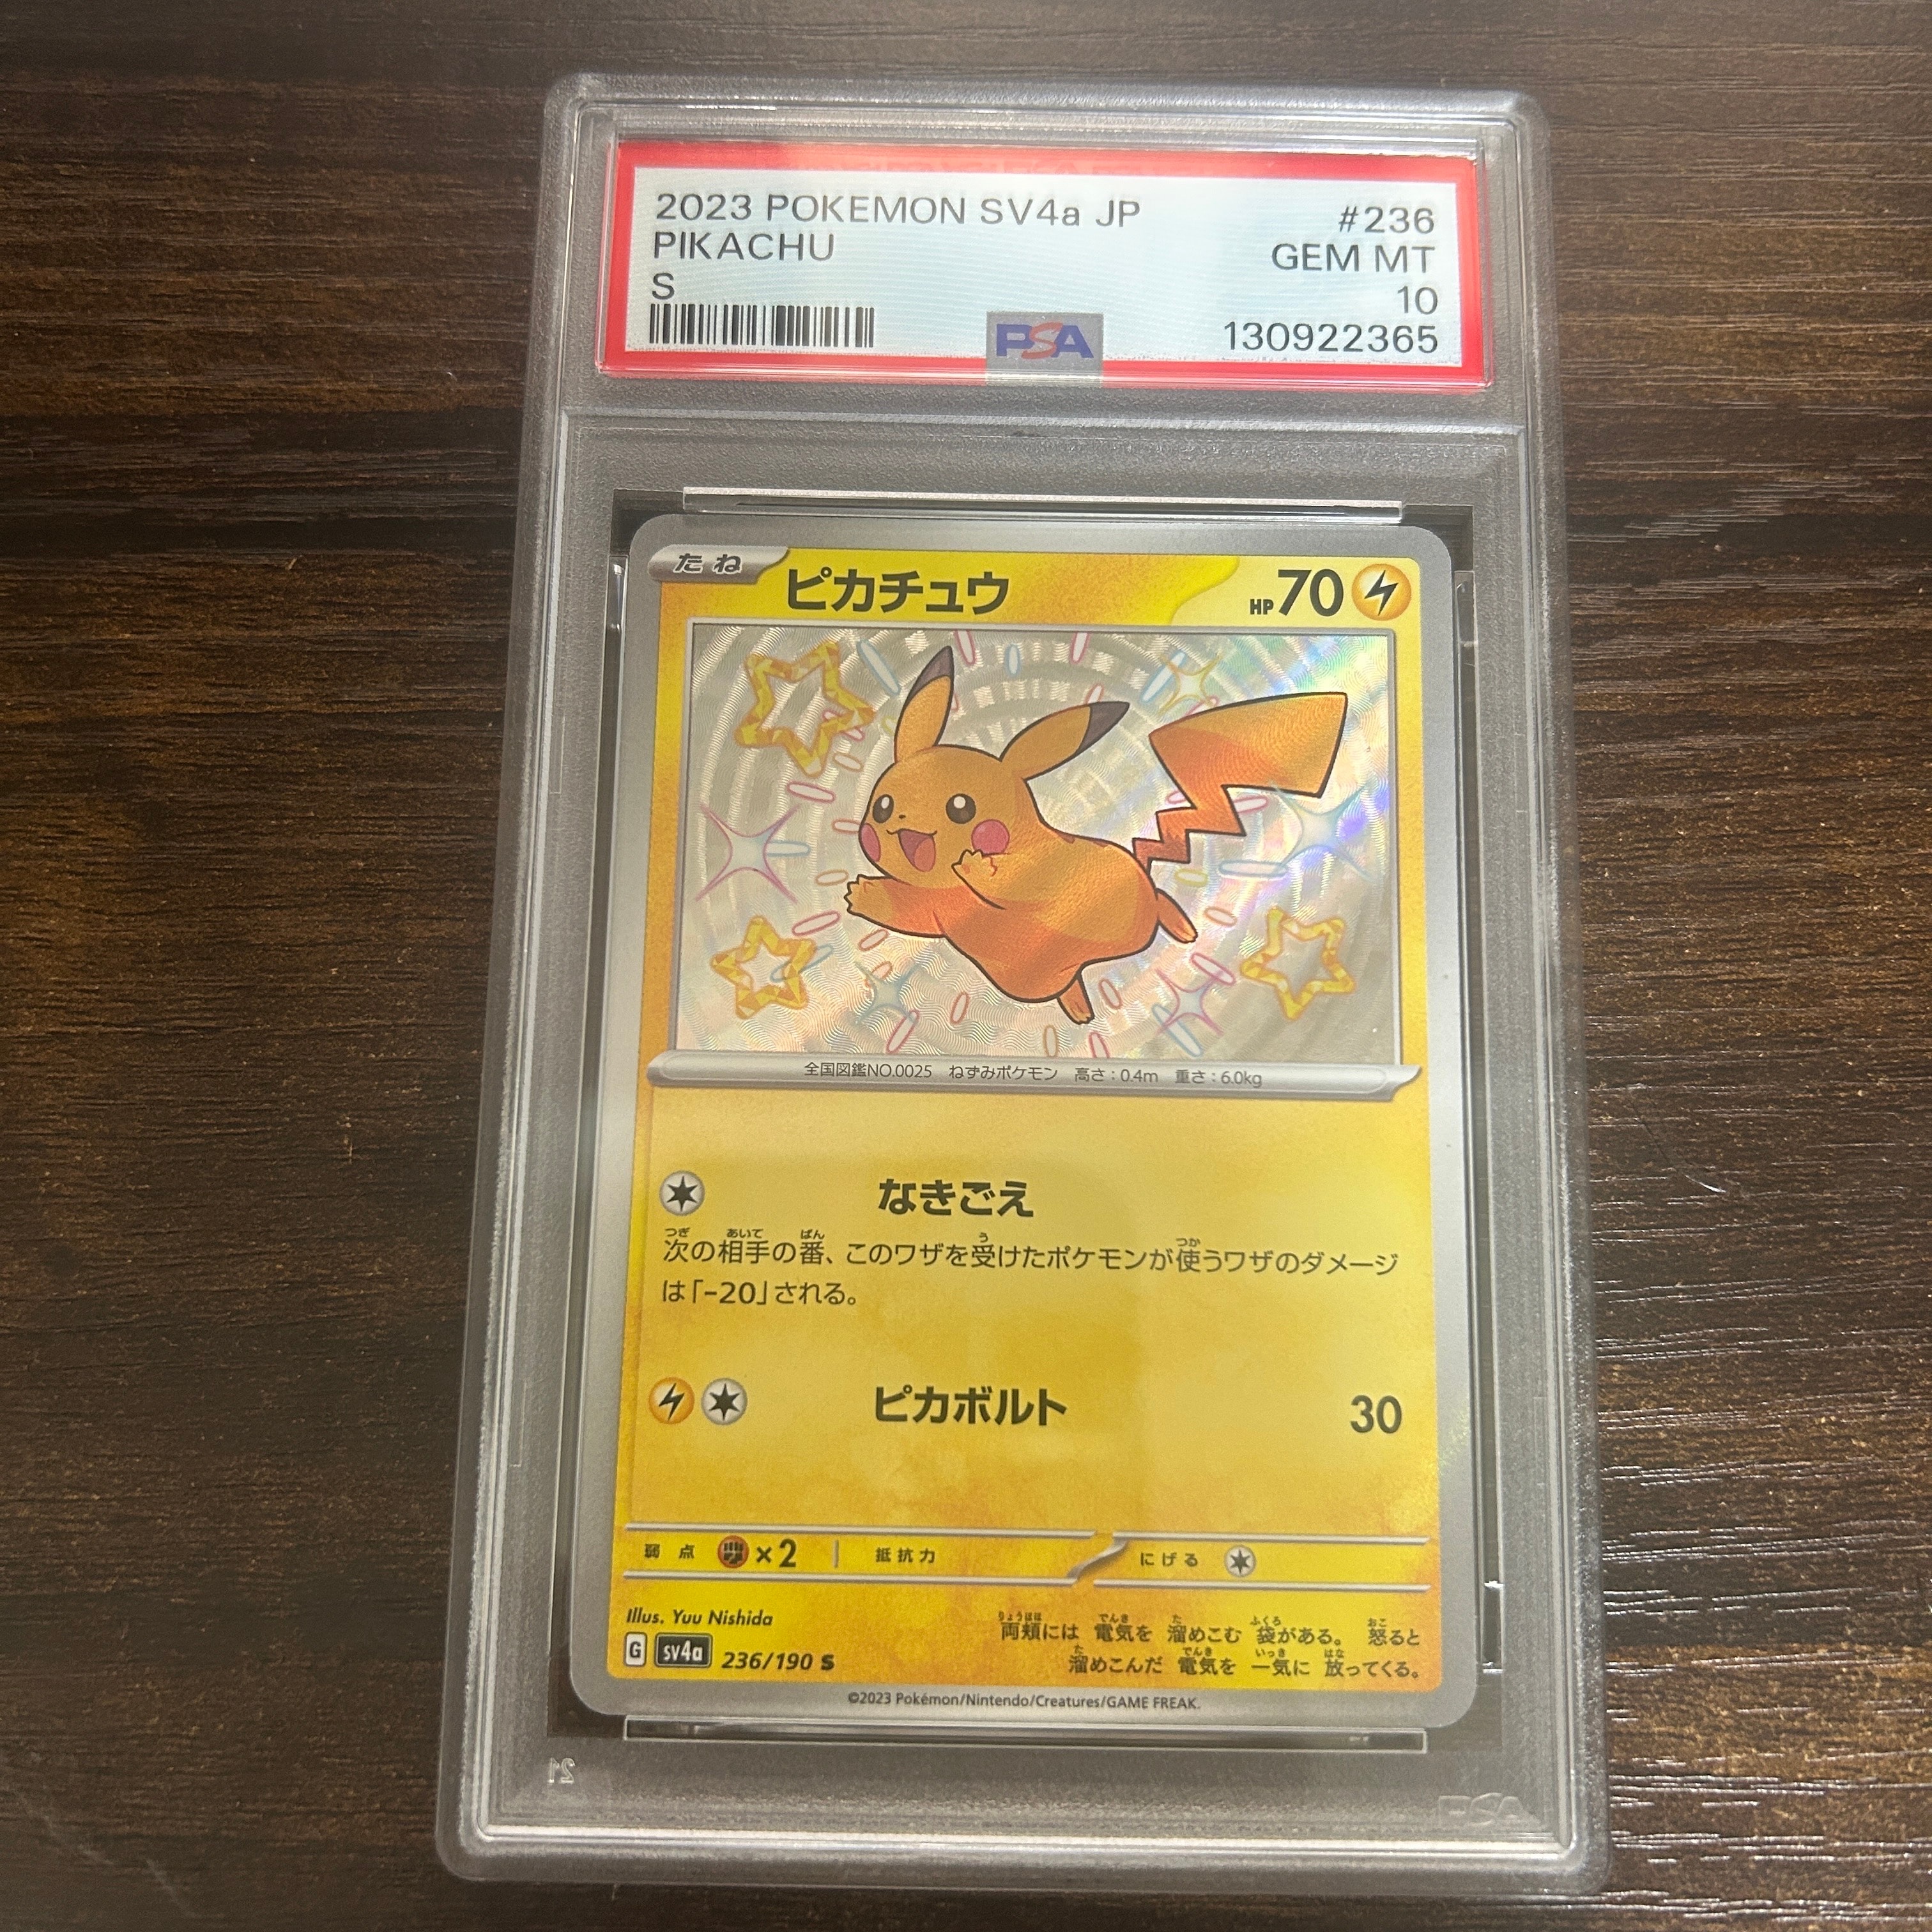 2023 POKEMON SV4a JP #236
PIKACHU GEM MT
S 10
PSA 130922365
たね ピカチュウ HP70
全国図鑑NO.0025 ねずみポケモン 高さ:0.4m 重さ:6.0kg
なきごえ
次の相手の番、このワザを受けたポケモンが使うワザのダメージ
は「-20」される。
ピカボルト 30
弱点 ×2 抵抗力 にげる
Illus. Yuu Nishida
G sv4a 236/190 S
両頬には 電気を 溜めこむ 袋がある。 怒ると
溜めこんだ 電気を 一気に 放ってくる。
©2023 Pokémon/Nintendo/Creatures/GAME FREAK.
21
PSA